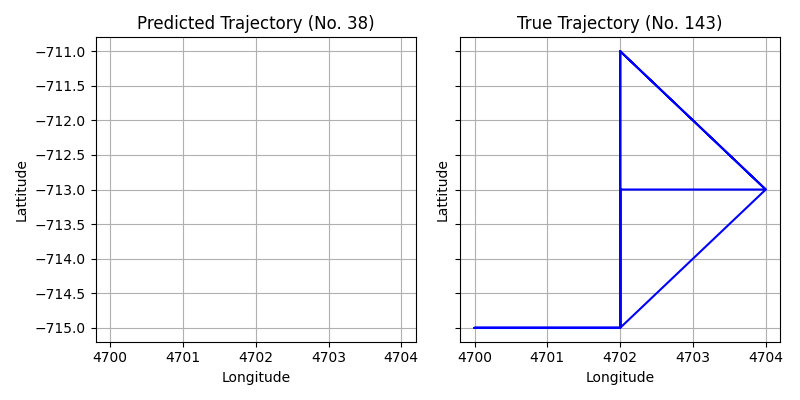 Predicted Trajectory (No. 38)
True Trajectory (No. 143)
−711.0
−711.5
−712.0
−712.5
−713.0
−713.5
−714.0
−714.5
−715.0
Lattitude
Lattitude
4700 4701 4702 4703 4704
4700 4701 4702 4703 4704
Longitude
Longitude